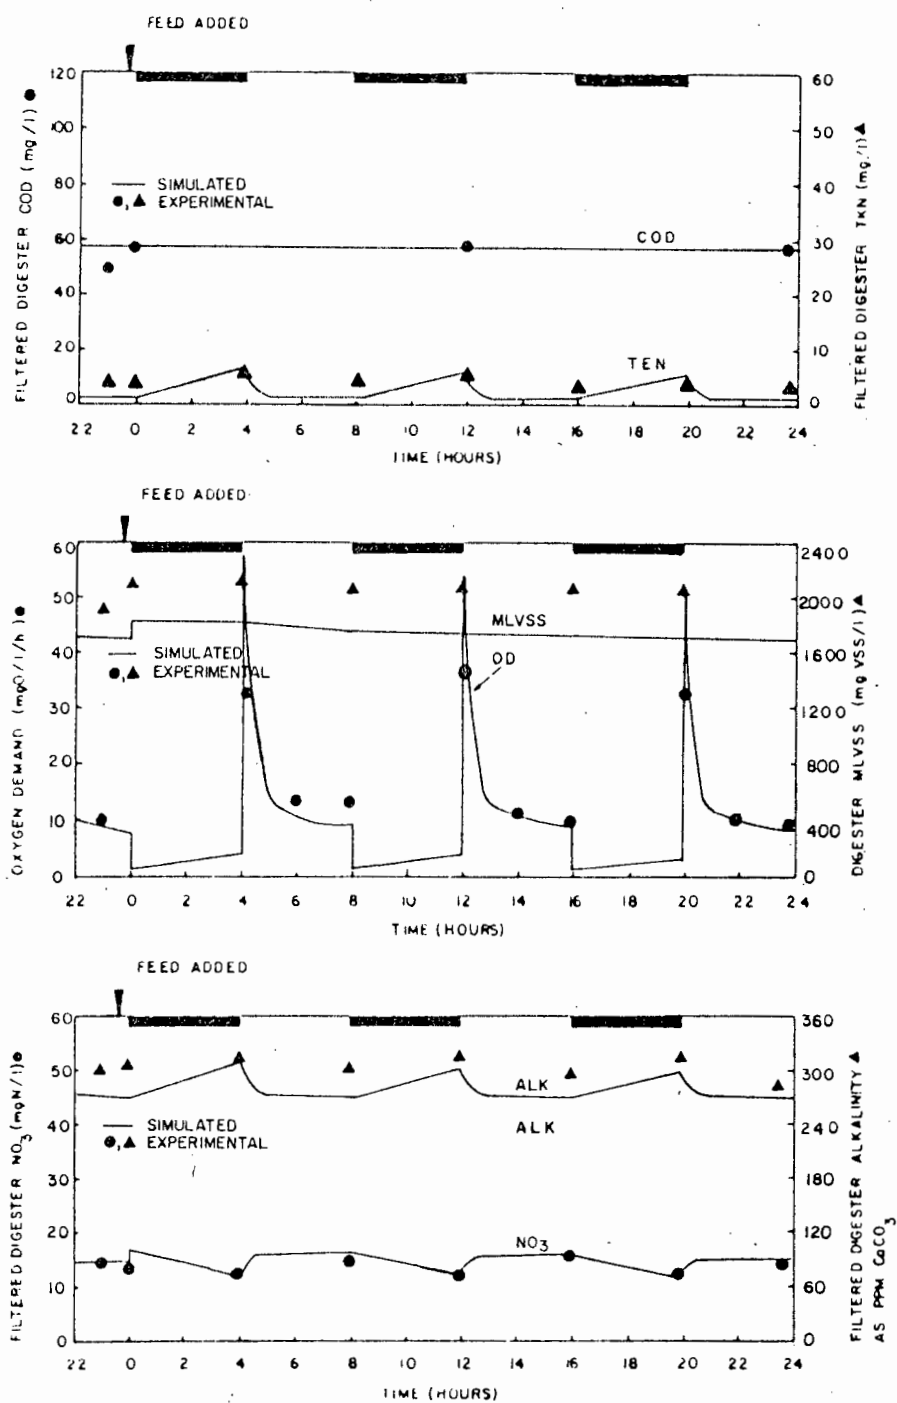 FEED ADDED
120
100
80
60
40
20
0
FILTERED DIGESTER COD (mg/l) ●
60
50
40
30
20
10
0
FILTERED DIGESTER TKN (mg/l) ▲
SIMULATED
●, ▲ EXPERIMENTAL
COD
TEN
22 0 2 4 6 8 10 12 14 16 18 20 22 24
TIME (HOURS)
FEED ADDED
60
50
40
30
20
10
0
OXYGEN DEMAND (mgO/l/h) ●
2400
2000
1600
1200
800
400
0
DIGESTER MLVSS (mg VSS/l) ▲
MLVSS
SIMULATED
●, ▲ EXPERIMENTAL
OD
22 0 2 4 6 8 10 12 14 16 18 20 22 24
TIME (HOURS)
FEED ADDED
60
50
40
30
20
10
0
FILTERED DIGESTER NO3 (mgN/l) ●
360
300
240
180
120
60
0
FILTERED DIGESTER ALKALINITY ▲
AS PPM CaCO3
ALK
SIMULATED
●, ▲ EXPERIMENTAL
ALK
NO3
22 0 2 4 6 8 10 12 14 16 18 20 22 24
TIME (HOURS)